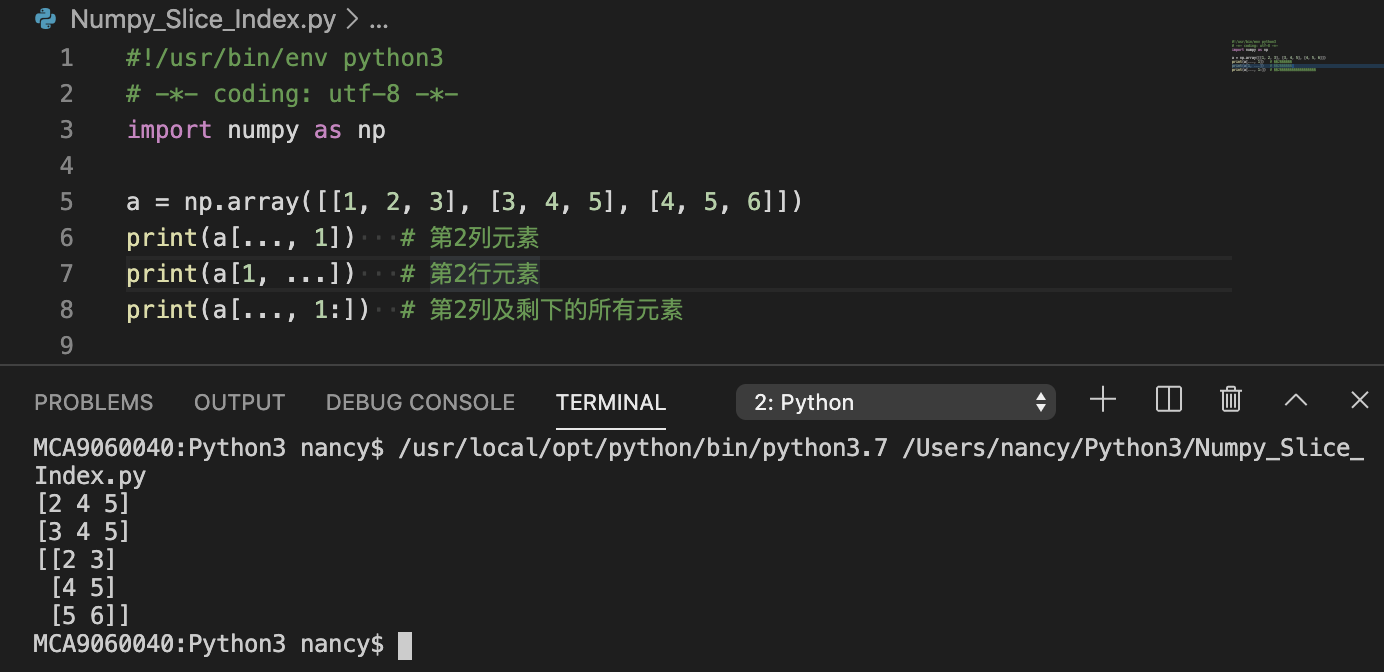 Numpy_Slice_Index.py > ...
1 #!/usr/bin/env python3
2 # -*- coding: utf-8 -*-
3 import numpy as np
4
5 a = np.array([[1, 2, 3], [3, 4, 5], [4, 5, 6]])
6 print(a[..., 1])    # 第2列元素
7 print(a[1, ...])    # 第2行元素
8 print(a[..., 1:])   # 第2列及剩下的所有元素
9
PROBLEMS OUTPUT DEBUG CONSOLE TERMINAL 2: Python
MCA9060040:Python3 nancy$ /usr/local/opt/python/bin/python3.7 /Users/nancy/Python3/Numpy_Slice_
Index.py
[2 4 5]
[3 4 5]
[[2 3]
 [4 5]
 [5 6]]
MCA9060040:Python3 nancy$